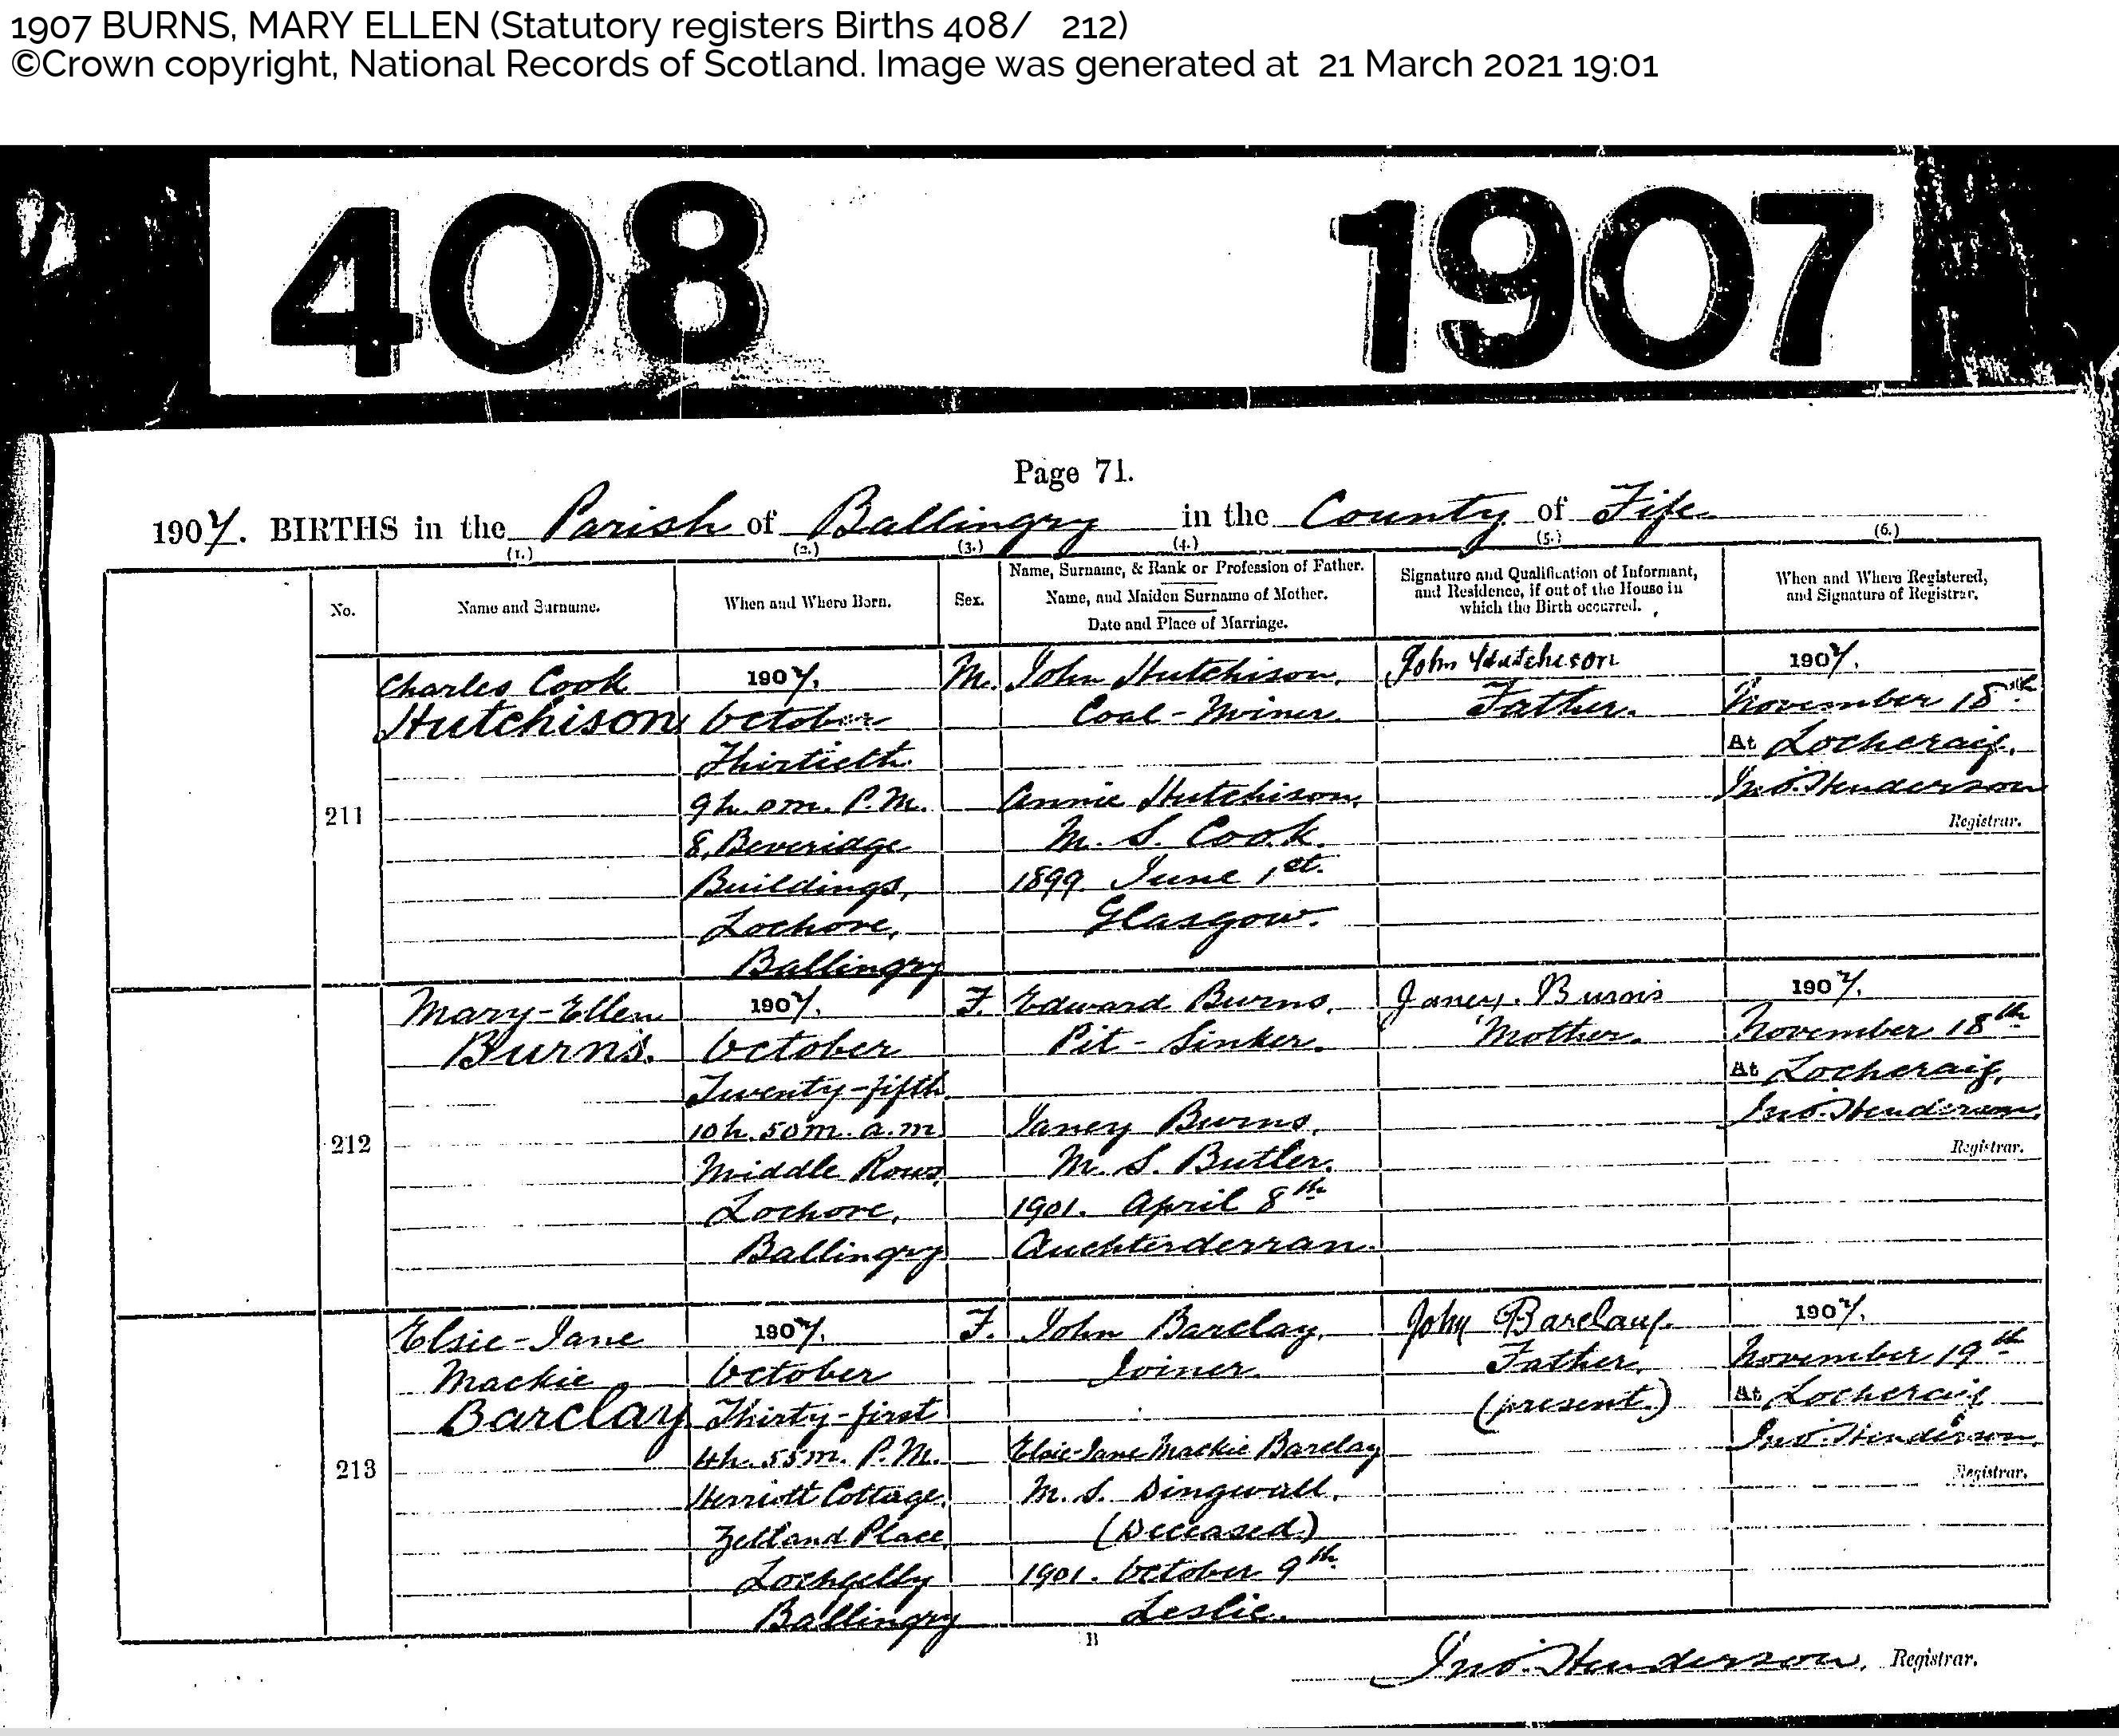 1907 BURNS, MARY ELLEN (Statutory registers Births 408/ 212)
©Crown copyright, National Records of Scotland. Image was generated at 21 March 2021 19:01
408 1907
Page 71.
1907. BIRTHS in the Parish of Ballingry in the County of Fife
(1.) (2.) (3.) (4.) (5.) (6.)
No.
Name and Surname.
When and Where Born.
Sex.
Name, Surname, & Rank or Profession of Father.
Name, and Maiden Surname of Mother.
Date and Place of Marriage.
Signature and Qualification of Informant,
and Residence, if out of the House in
which the Birth occurred.
When and Where Registered,
and Signature of Registrar.
211
Charles Cook
Hutchison
1907,
October
Thirtieth
9h. 0m. P.M.
8, Beveridge
Buildings,
Lochore,
Ballingry
M.
John Hutchison,
Coal-Miner.
Annie Hutchison,
M. S. Cook.
1899. June 1st.
Glasgow.
John Hutchison
Father.
1907,
November 18th
At Lochcraig,
Jno. Henderson
Registrar.
212
Mary-Ellen
Burns.
1907,
October
Twenty-fifth
10h. 50m. a.m
Middle Rows,
Lochore,
Ballingry
F.
Edward Burns,
Pit-Sinker.
Janey Burns,
M. S. Butler.
1901. April 8th
Auchterderran.
Janey. Burns
Mother.
1907,
November 18th
At Lochcraig,
Jno. Henderson,
Registrar.
213
Elsie-Jane
Mackie
Barclay
1907,
October
Thirty-first
4h. 55m. P.M.
Herriott Cottage,
Zetland Place,
Lochgelly
Ballingry
F.
John Barclay,
Joiner.
Elsie-Jane Mackie Barclay
M. S. Dingwall,
(Deceased)
1901. October 9th.
Leslie.
John Barclay.
Father.
(present.)
1907,
November 19th
At Lochcraig
Jno. Henderson,
Registrar.
B
Jno. Henderson, Registrar.